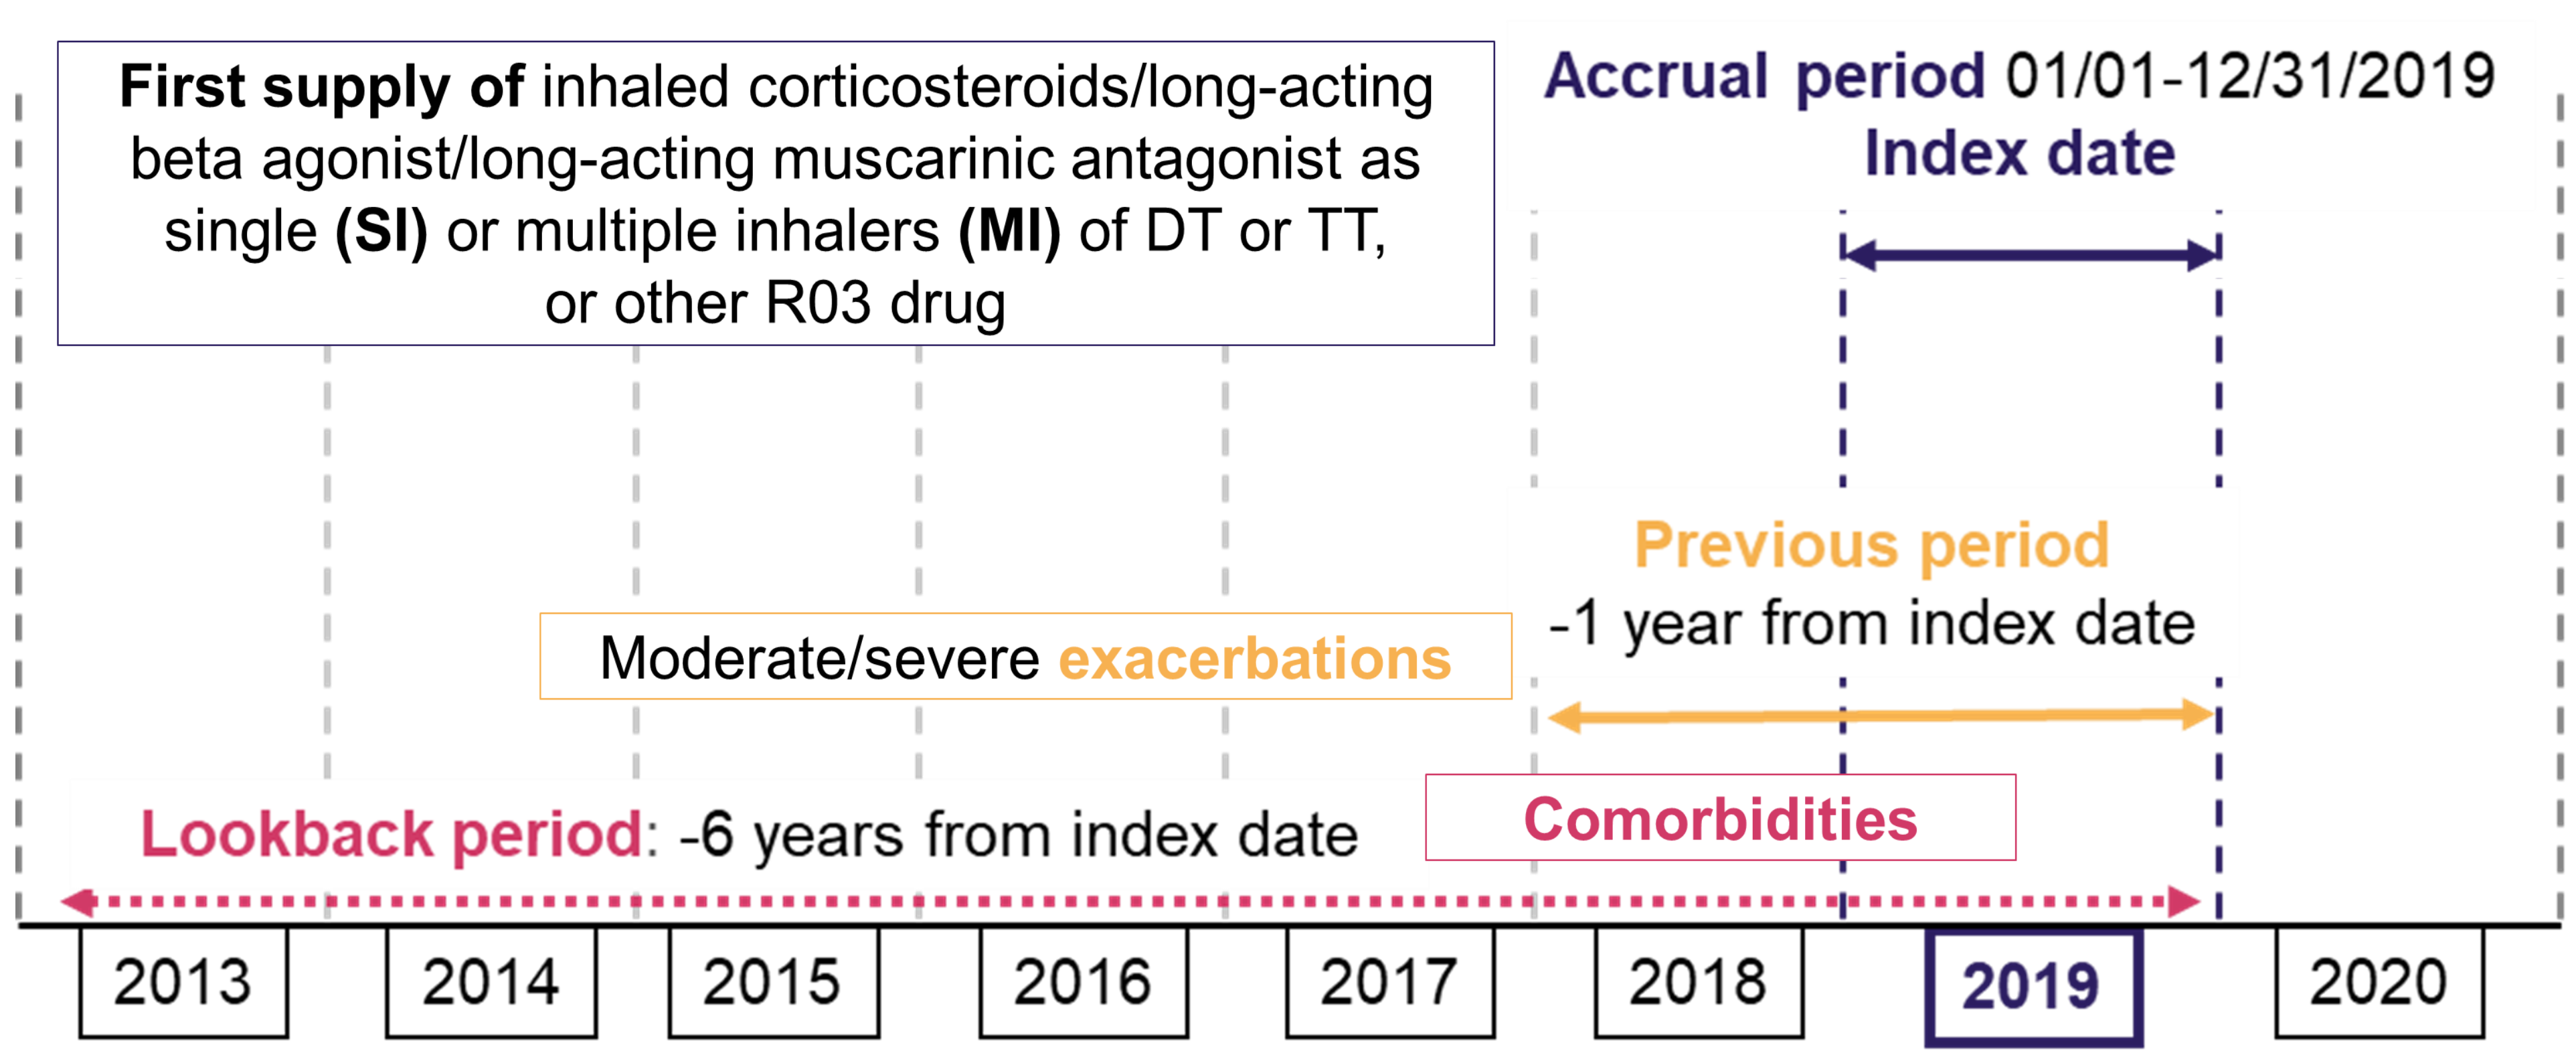 First supply of inhaled corticosteroids/long-acting
beta agonist/long-acting muscarinic antagonist as
single (SI) or multiple inhalers (MI) of DT or TT,
or other R03 drug
Accrual period 01/01-12/31/2019
Index date
Previous period
-1 year from index date
Moderate/severe exacerbations
Comorbidities
Lookback period: -6 years from index date
2013
2014
2015
2016
2017
2018
2019
2020